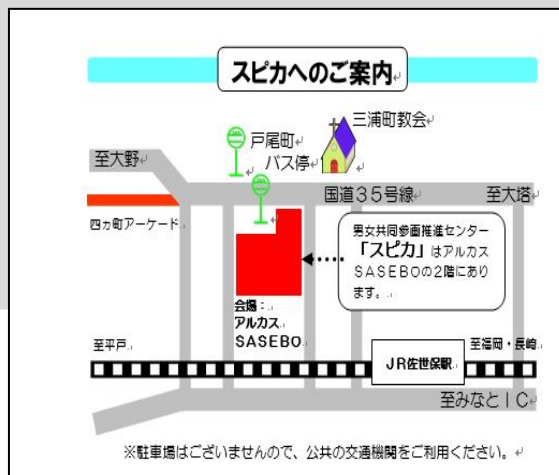 スピカへのご案内
三浦町教会
戸尾町
バス停
至大野
国道35号線
至大塔
四ヵ町アーケード
男女共同参画推進センター
「スピカ」はアルカス
SASEBOの2階にあり
ます。
会場：
アルカス
SASEBO
至平戸
JR佐世保駅
至福岡・長崎
至みなとIC
※駐車場はございませんので、公共の交通機関をご利用ください。